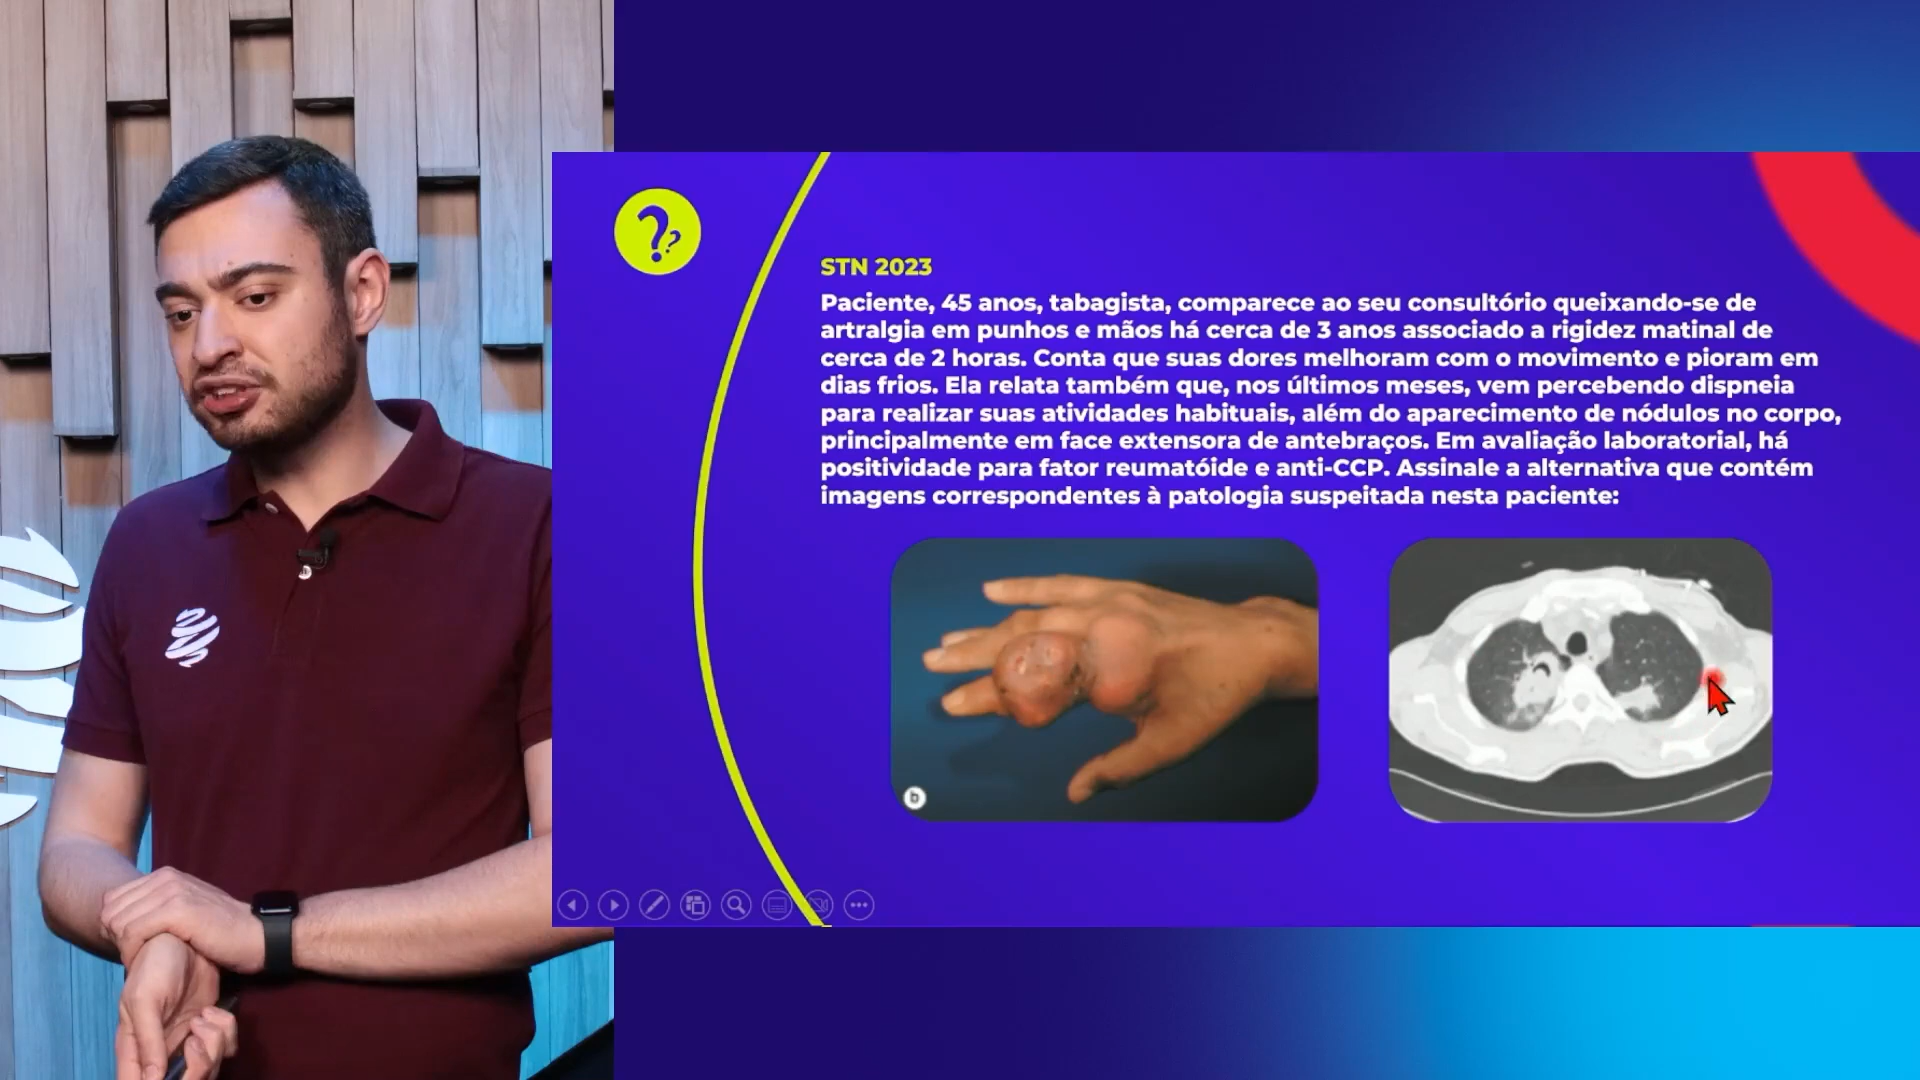 STN 2023
Paciente, 45 anos, tabagista, comparece ao seu consultório queixando-se de
artralgia em punhos e mãos há cerca de 3 anos associado a rigidez matinal de
cerca de 2 horas. Conta que suas dores melhoram com o movimento e pioram em
dias frios. Ela relata também que, nos últimos meses, vem percebendo dispneia
para realizar suas atividades habituais, além do aparecimento de nódulos no corpo,
principalmente em face extensora de antebraços. Em avaliação laboratorial, há
positividade para fator reumatóide e anti-CCP. Assinale a alternativa que contém
imagens correspondentes à patologia suspeitada nesta paciente:
b